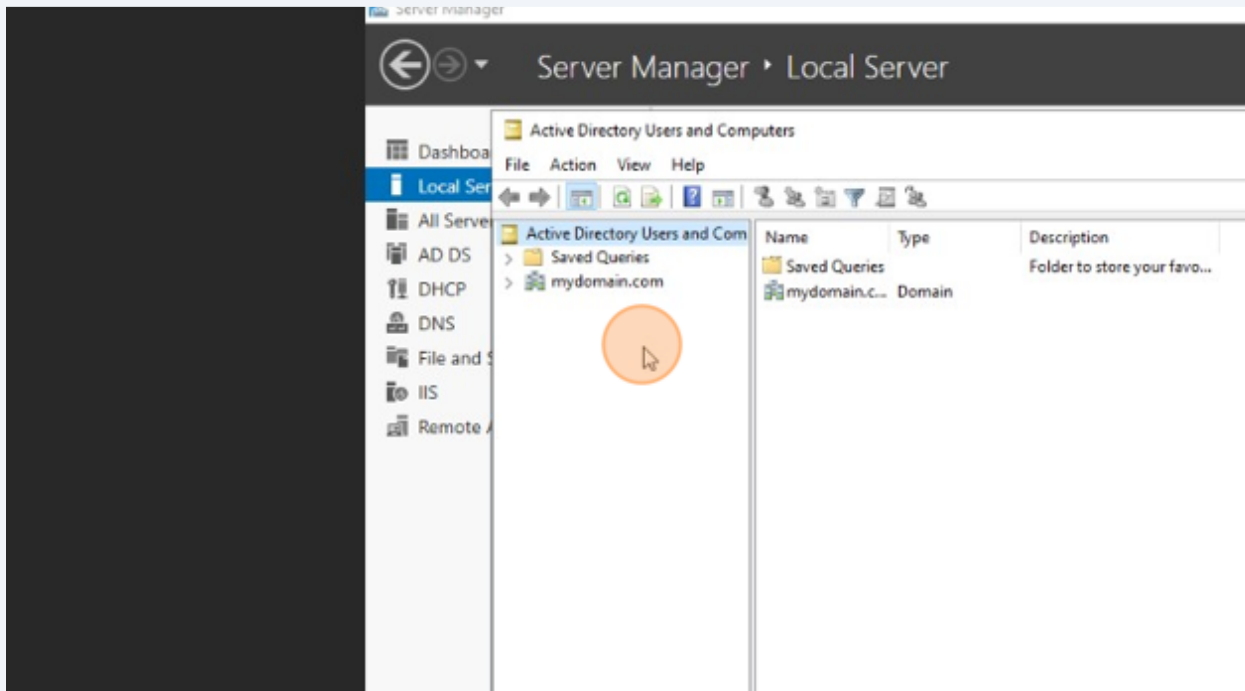 Server Manager
Server Manager ‣ Local Server
Dashboa
Local Ser
All Server
AD DS
DHCP
DNS
File and S
IIS
Remote A
Active Directory Users and Computers
File Action View Help
Active Directory Users and Com
Saved Queries
mydomain.com
Name Type Description
Saved Queries Folder to store your favo...
mydomain.c... Domain